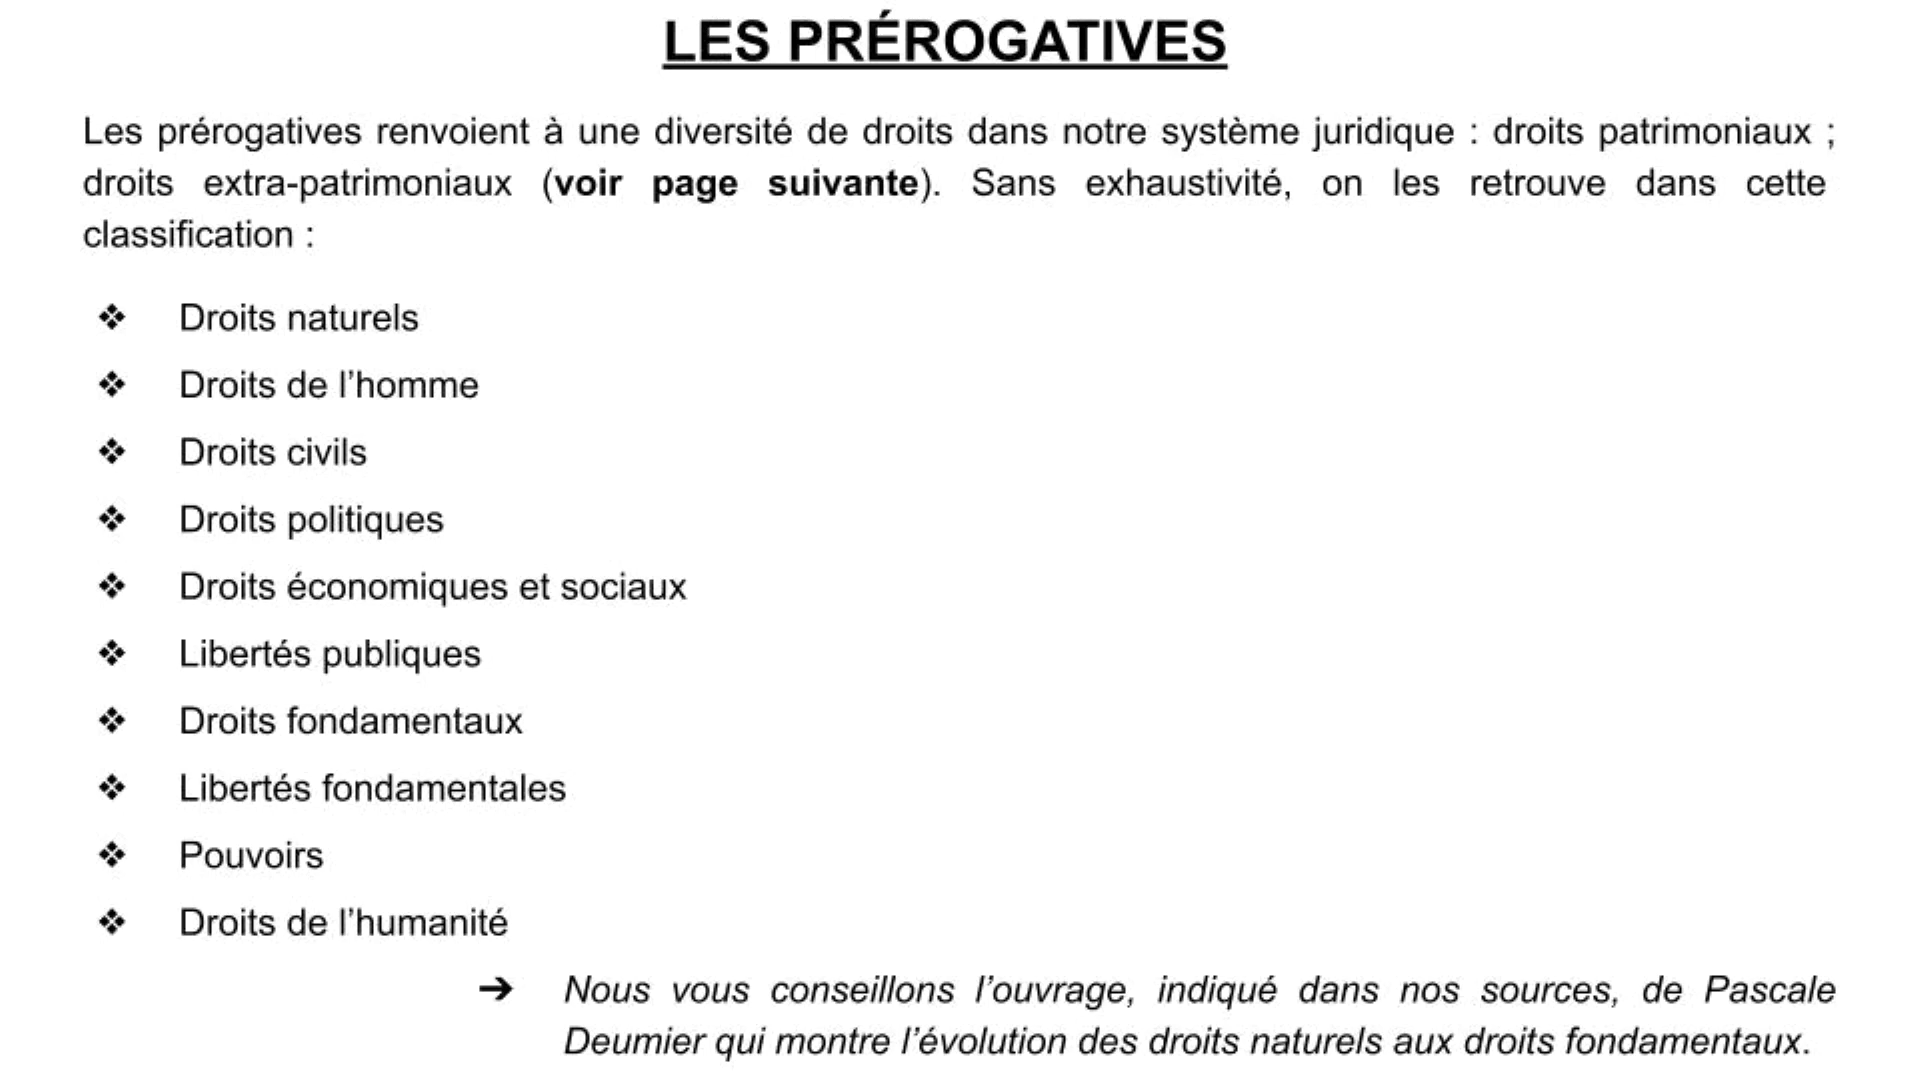 LES PRÉROGATIVES
Les prérogatives renvoient à une diversité de droits dans notre système juridique : droits patrimoniaux ;
droits extra-patrimoniaux (voir page suivante). Sans exhaustivité, on les retrouve dans cette
classification :
❖ Droits naturels
❖ Droits de l’homme
❖ Droits civils
❖ Droits politiques
❖ Droits économiques et sociaux
❖ Libertés publiques
❖ Droits fondamentaux
❖ Libertés fondamentales
❖ Pouvoirs
❖ Droits de l’humanité
➔ Nous vous conseillons l’ouvrage, indiqué dans nos sources, de Pascale
Deumier qui montre l’évolution des droits naturels aux droits fondamentaux.